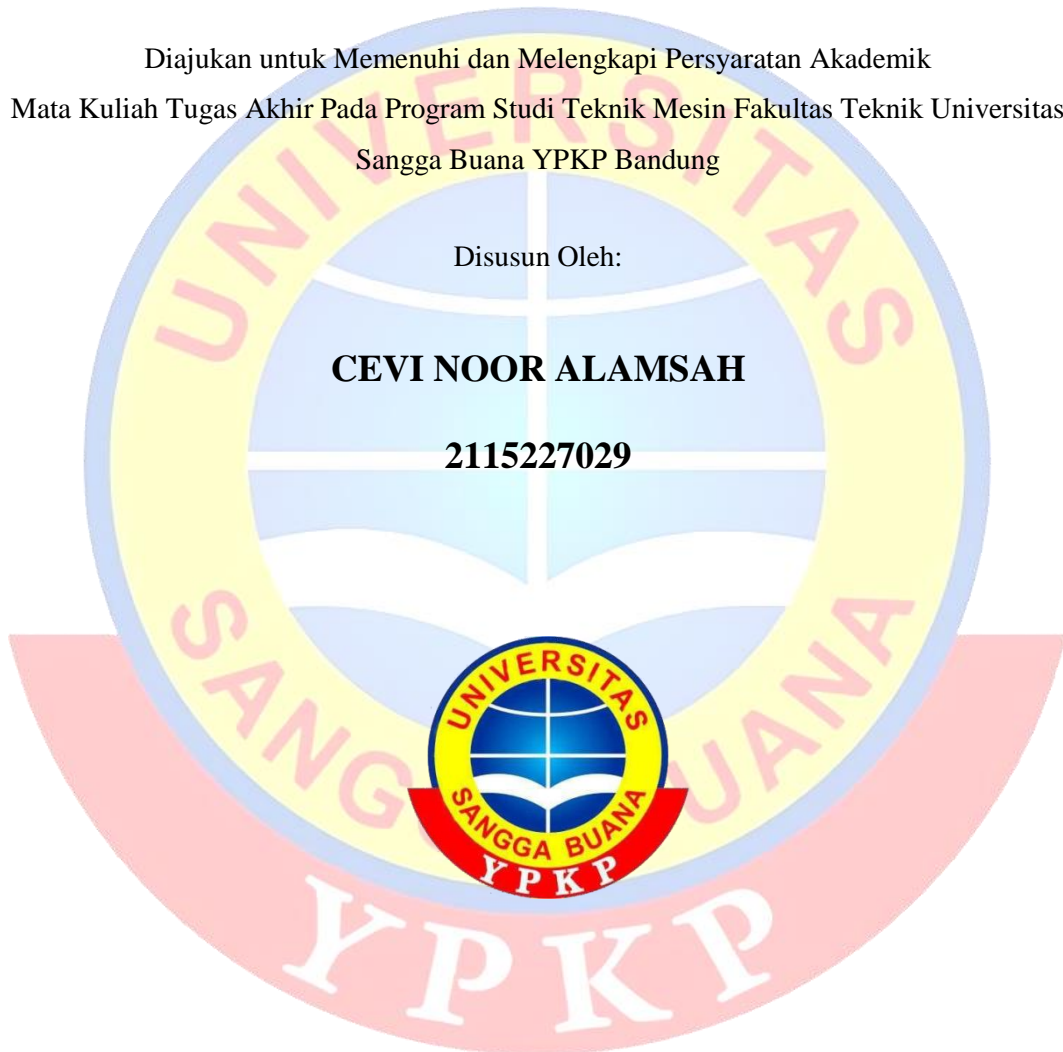 Diajukan untuk Memenuhi dan Melengkapi Persyaratan Akademik
Mata Kuliah Tugas Akhir Pada Program Studi Teknik Mesin Fakultas Teknik Universitas
Sangga Buana YPKP Bandung
Disusun Oleh:
CEVI NOOR ALAMSAH
2115227029
UNIVERSITAS
SANGGA BUANA
YPKP
UNIVERSITAS
SANGGA BUANA
YPKP